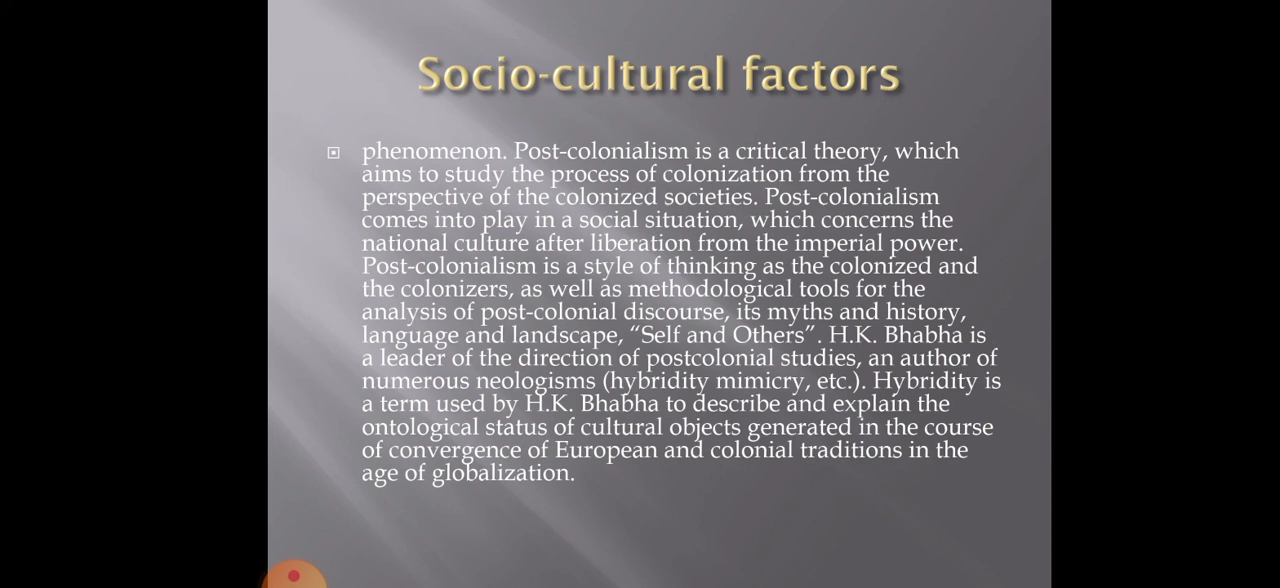 Socio-cultural factors
phenomenon. Post-colonialism is a critical theory, which
aims to study the process of colonization from the
perspective of the colonized societies. Post-colonialism
comes into play in a social situation, which concerns the
national culture after liberation from the imperial power.
Post-colonialism is a style of thinking as the colonized and
the colonizers, as well as methodological tools for the
analysis of post-colonial discourse, its myths and history,
language and landscape, “Self and Others”. H.K. Bhabha is
a leader of the direction of postcolonial studies, an author of
numerous neologisms (hybridity mimicry, etc.). Hybridity is
a term used by H.K. Bhabha to describe and explain the
ontological status of cultural objects generated in the course
of convergence of European and colonial traditions in the
age of globalization.